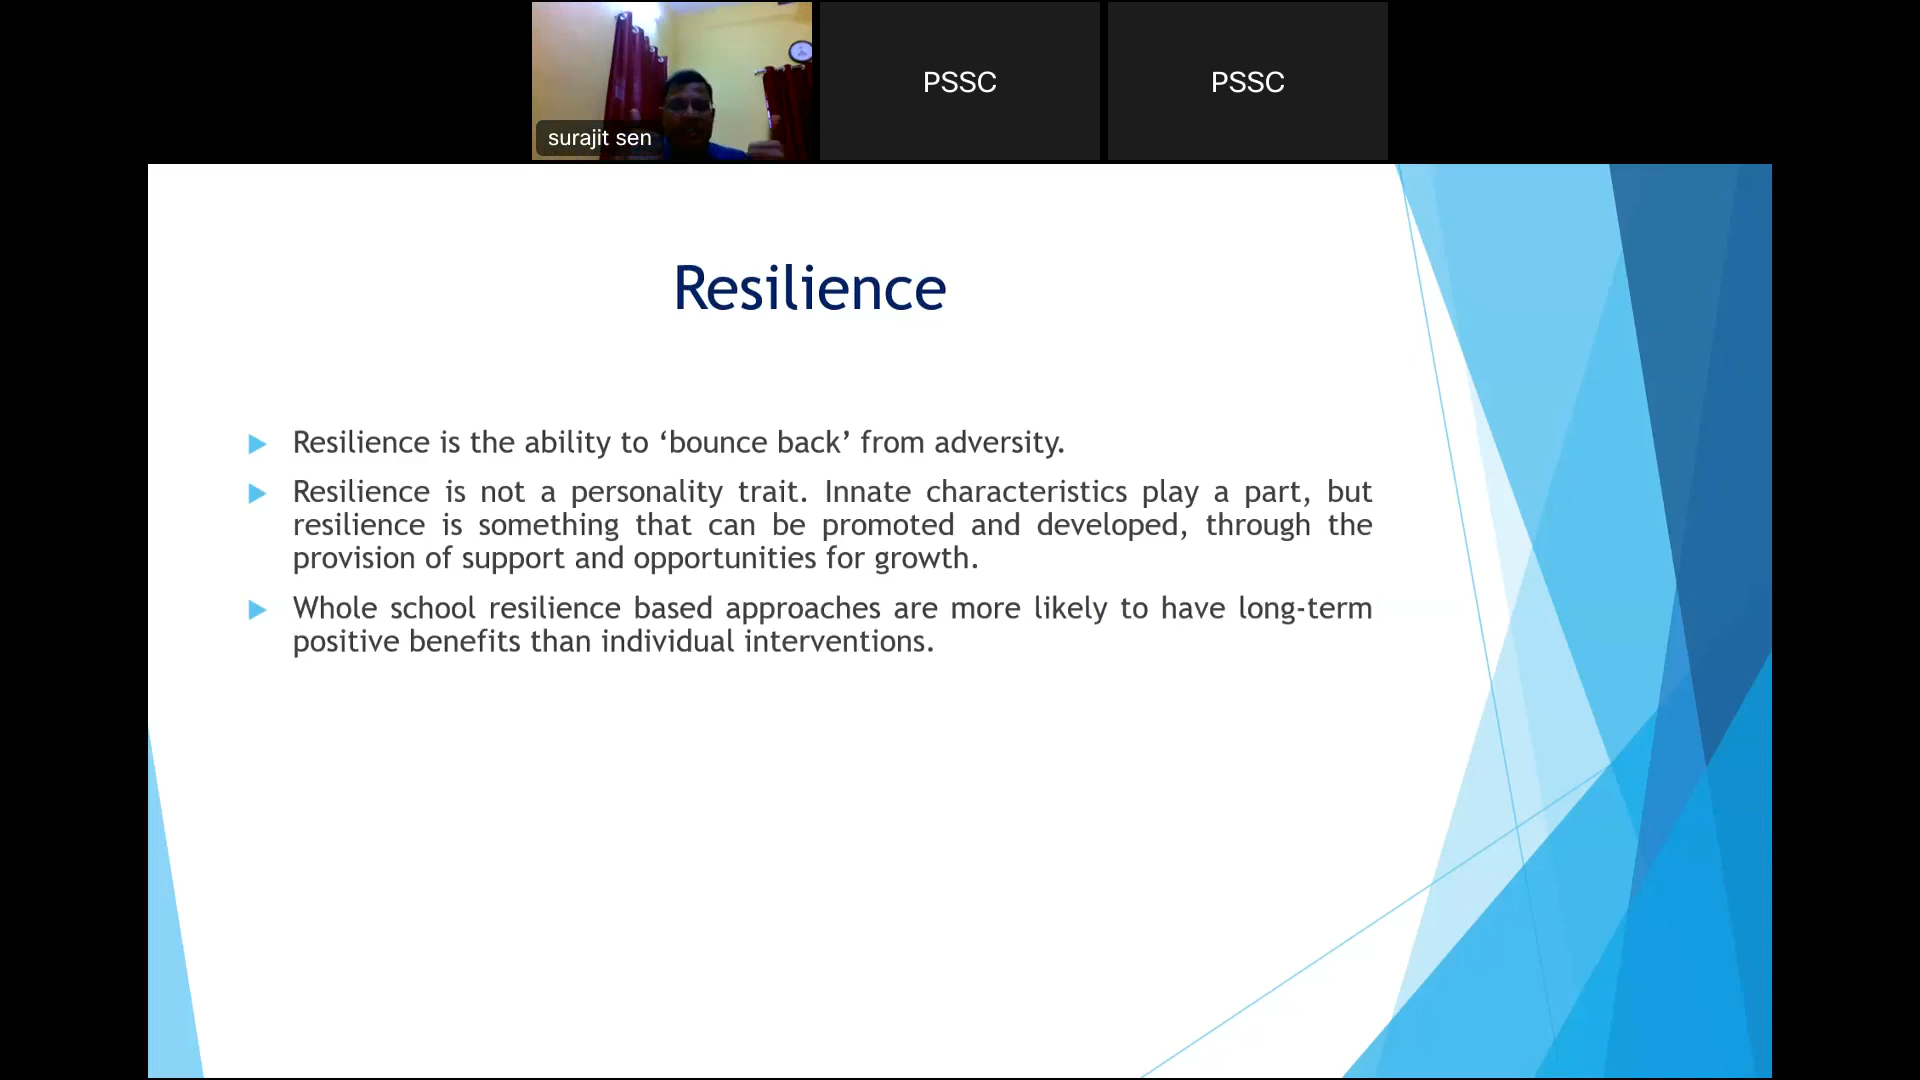 surajit sen
PSSC
PSSC
Resilience
Resilience is the ability to ‘bounce back’ from adversity.
Resilience is not a personality trait. Innate characteristics play a part, but
resilience is something that can be promoted and developed, through the
provision of support and opportunities for growth.
Whole school resilience based approaches are more likely to have long-term
positive benefits than individual interventions.